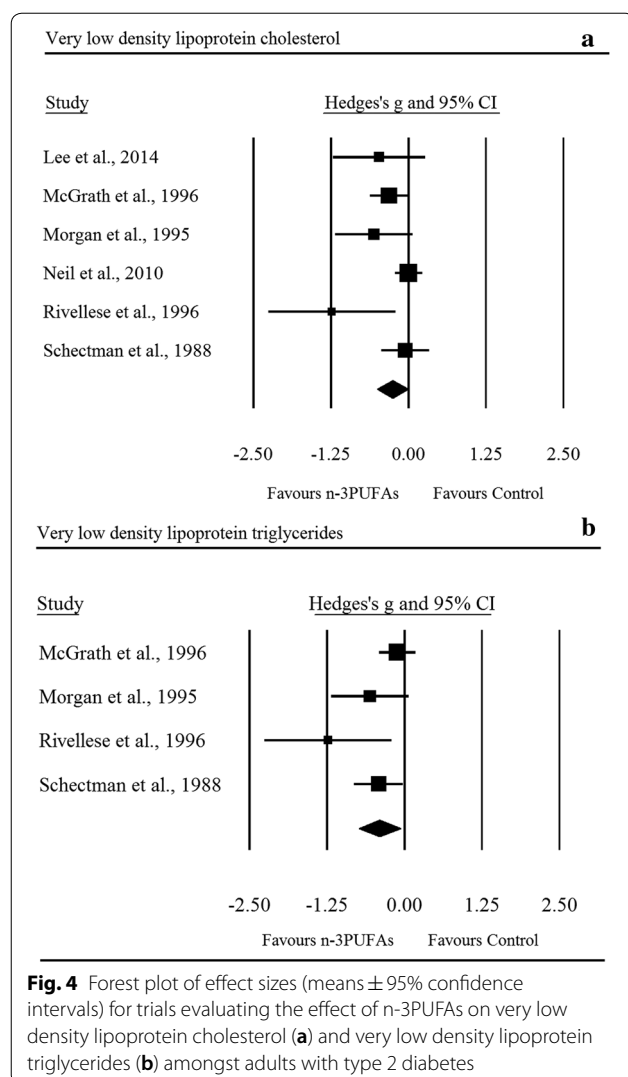 Very low density lipoprotein cholesterol a
Study Hedges's g and 95% CI
Lee et al., 2014
McGrath et al., 1996
Morgan et al., 1995
Neil et al., 2010
Rivellese et al., 1996
Schectman et al., 1988
-2.50 -1.25 0.00 1.25 2.50
Favours n-3PUFAs Favours Control
Very low density lipoprotein triglycerides b
Study Hedges's g and 95% CI
McGrath et al., 1996
Morgan et al., 1995
Rivellese et al., 1996
Schectman et al., 1988
-2.50 -1.25 0.00 1.25 2.50
Favours n-3PUFAs Favours Control
Fig. 4 Forest plot of effect sizes (means ± 95% confidence
intervals) for trials evaluating the effect of n-3PUFAs on very low
density lipoprotein cholesterol (a) and very low density lipoprotein
triglycerides (b) amongst adults with type 2 diabetes